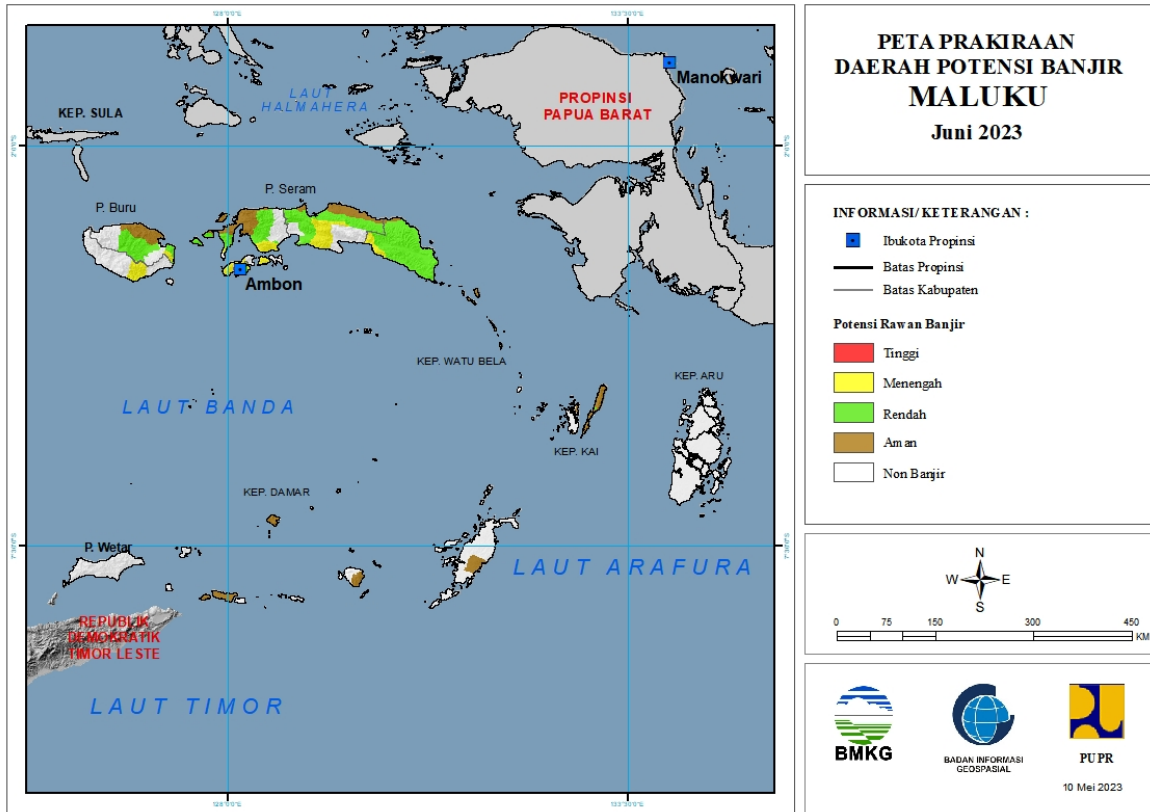 PETA PRAKIRAAN
DAERAH POTENSI BANJIR
MALUKU
Juni 2023
INFORMASI/ KETERANGAN :
Ibukota Propinsi
Batas Propinsi
Batas Kabupaten
Potensi Rawan Banjir
Tinggi
Menengah
Rendah
Aman
Non Banjir
N
W E
S
0 75 150 300 450
KM
BMKG
BADAN INFORMASI
GEOSPASIAL
PUPR
10 Mei 2023
Manokwari
LAUT
HALMAHERA
PROPINSI
PAPUA BARAT
KEP. SULA
P. Seram
P. Buru
Ambon
KEP. WATU BELA
KEP. ARU
LAUT BANDA
KEP. KAI
KEP. DAMAR
P. Wetar
LAUT ARAFURA
REPUBLIK
DEMOKRATIK
TIMOR LESTE
LAUT TIMOR